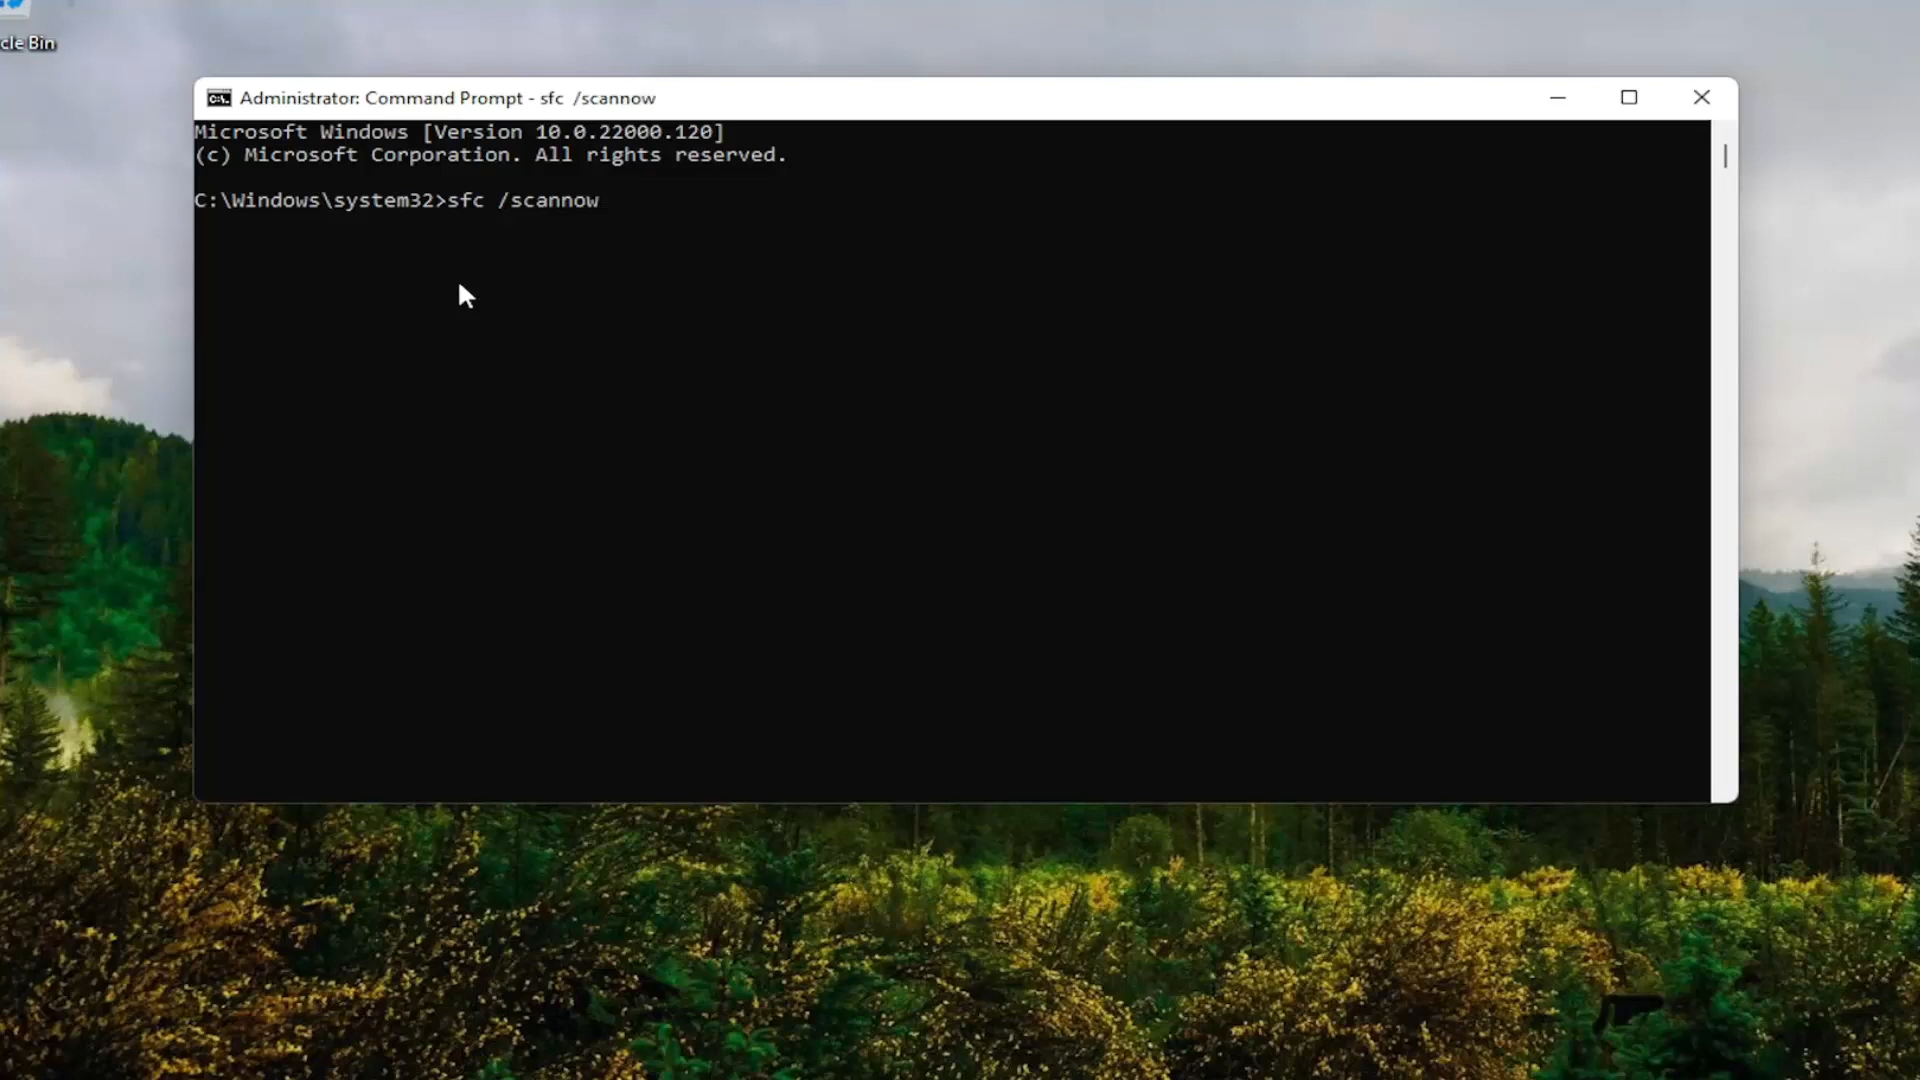 cle Bin
Administrator: Command Prompt - sfc  /scannow
Microsoft Windows [Version 10.0.22000.120]
(c) Microsoft Corporation. All rights reserved.
C:\Windows\system32>sfc /scannow